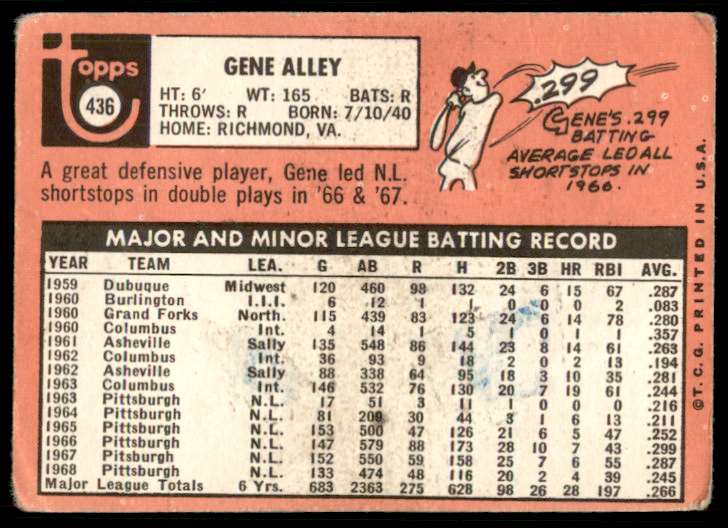 topps
436
GENE ALLEY
HT: 6' WT: 165 BATS: R
THROWS: R BORN: 7/10/40
HOME: RICHMOND, VA.
A great defensive player, Gene led N.L.
shortstops in double plays in '66 & '67.
.299
GENE'S .299
BATTING
AVERAGE LED ALL
SHORTSTOPS IN
1966.
MAJOR AND MINOR LEAGUE BATTING RECORD
YEAR TEAM LEA. G AB R H 2B 3B HR RBI AVG.
1959 Dubuque Midwest 120 460 98 132 24 6 15 67 .287
1960 Burlington I.I.I. 6 12 1 1 0 0 0 2 .083
1960 Grand Forks North. 115 439 83 123 24 6 14 78 .280
1960 Columbus Int. 4 14 1 5 1 0 0 1 .357
1961 Asheville Sally 135 548 86 144 23 8 14 61 .263
1962 Columbus Int. 36 93 9 18 2 0 2 13 .194
1962 Asheville Sally 88 338 64 95 18 3 10 35 .281
1963 Columbus Int. 146 532 76 130 20 7 19 61 .244
1963 Pittsburgh N.L. 17 51 3 11 1 0 0 0 .216
1964 Pittsburgh N.L. 81 209 30 44 3 1 6 13 .211
1965 Pittsburgh N.L. 153 500 47 126 21 6 5 47 .252
1966 Pittsburgh N.L. 147 579 88 173 28 10 7 43 .299
1967 Pittsburgh N.L. 152 550 59 158 25 7 6 55 .287
1968 Pittsburgh N.L. 133 474 48 116 20 2 4 39 .245
Major League Totals 6 Yrs. 683 2363 275 628 98 26 28 197 .266
©T.C.G. PRINTED IN U.S.A.